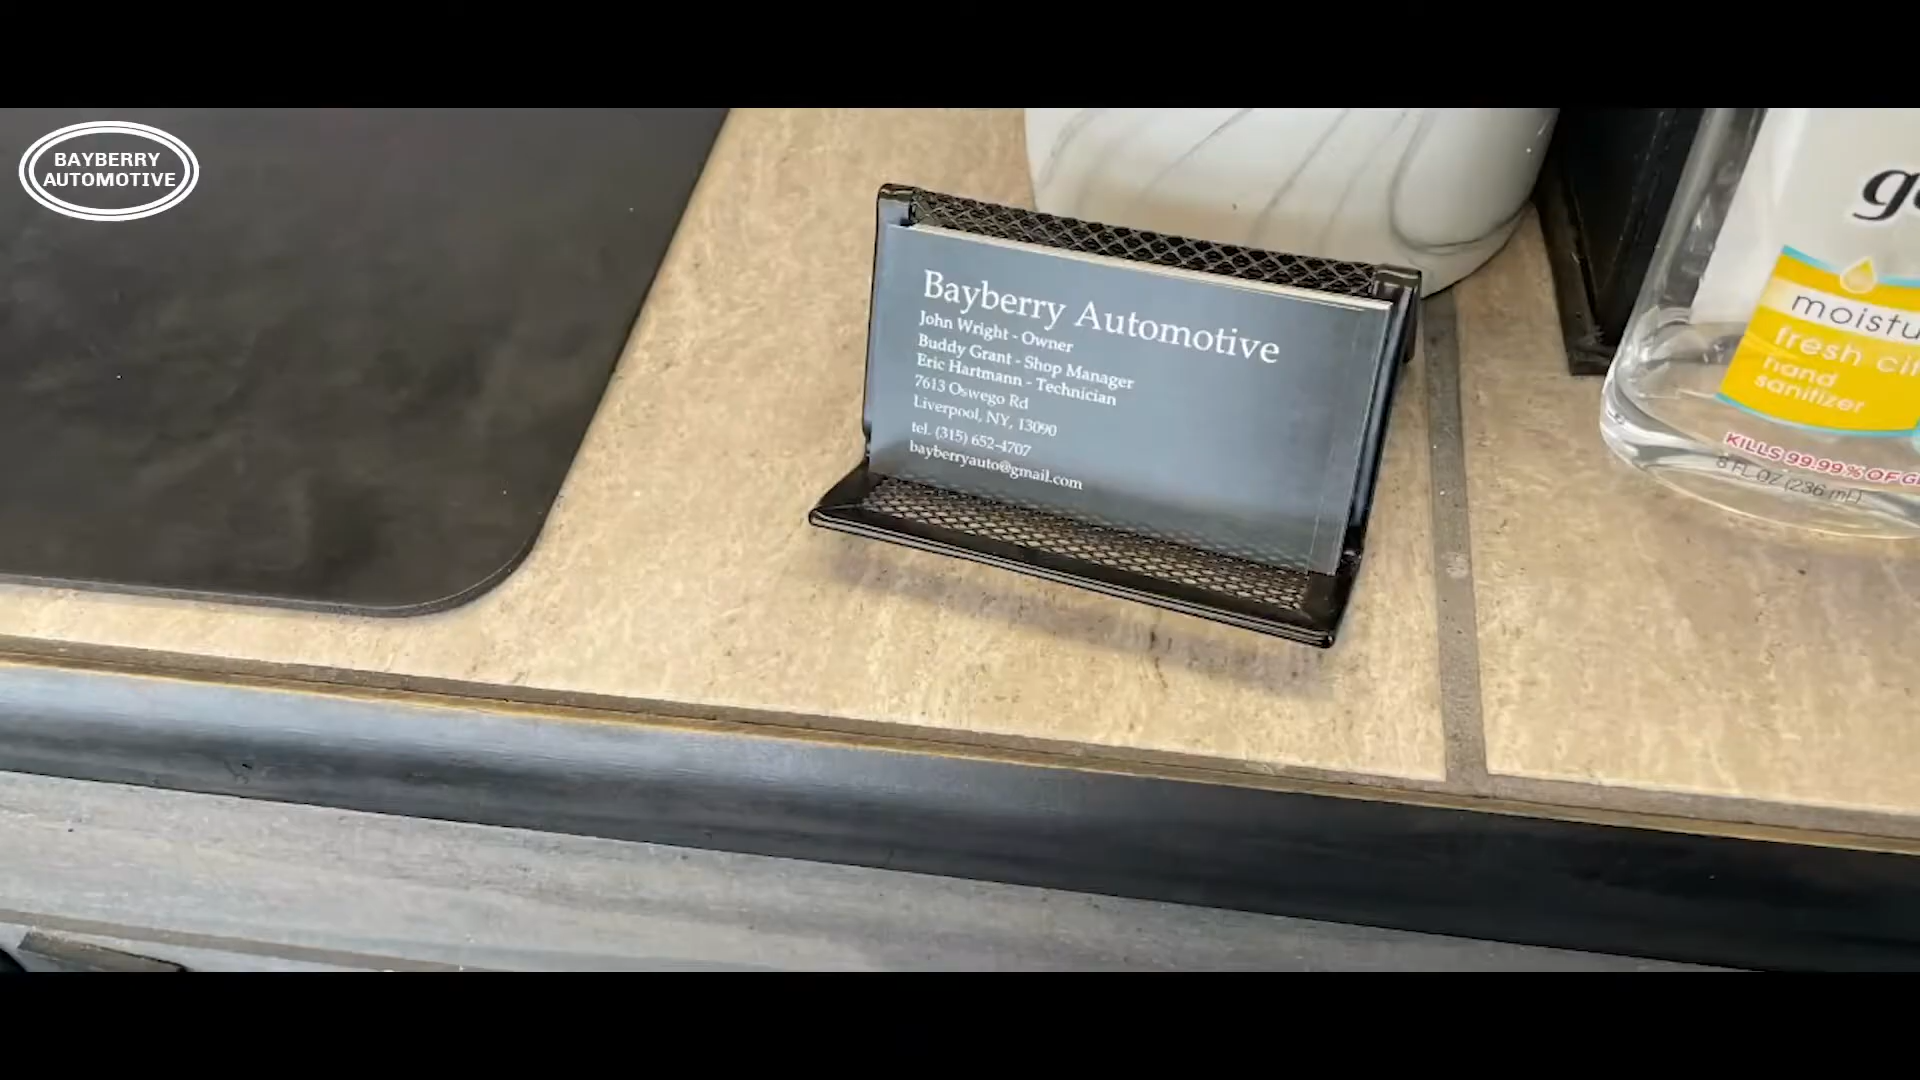 BAYBERRY
AUTOMOTIVE
Bayberry Automotive
John Wright - Owner
Buddy Grant - Shop Manager
Eric Hartmann - Technician
7613 Oswego Rd
Liverpool, NY, 13090
tel. (315) 652-4707
bayberryauto@gmail.com
moistu
fresh cit
hand
sanitizer
KILLS 99.99% OF G
8 FL OZ (236 mL)